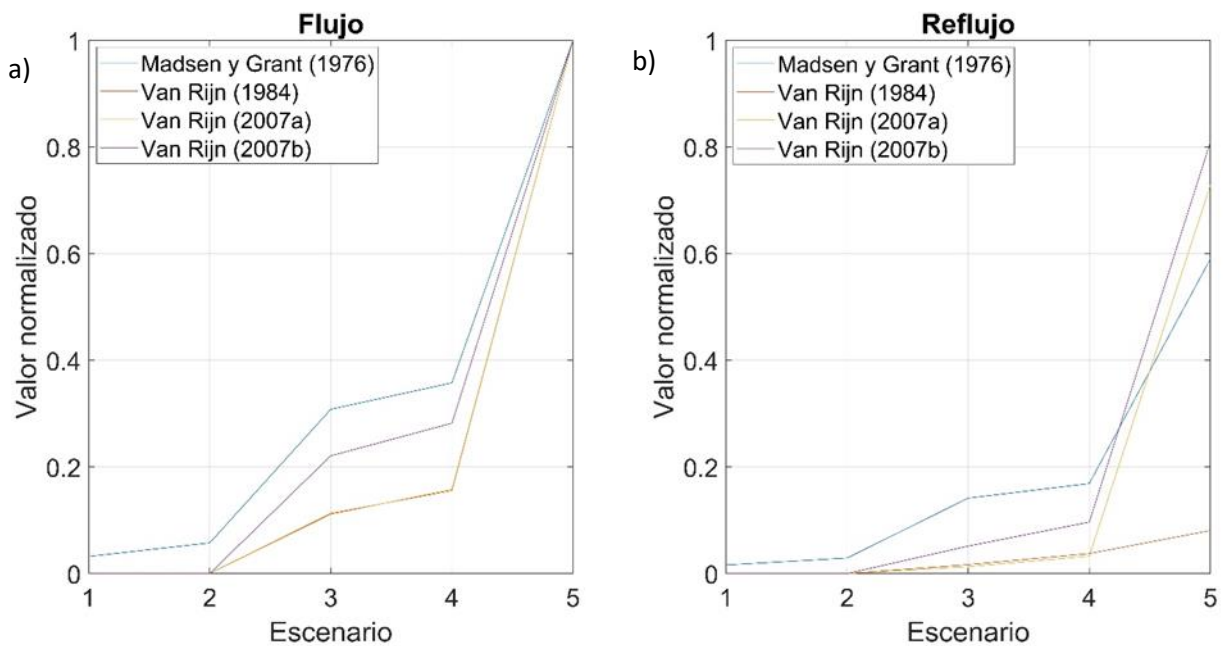 a)
Flujo
Valor normalizado
1
0.8
0.6
0.4
0.2
0
Madsen y Grant (1976)
Van Rijn (1984)
Van Rijn (2007a)
Van Rijn (2007b)
1 2 3 4 5
Escenario
b)
Reflujo
Valor normalizado
1
0.8
0.6
0.4
0.2
0
Madsen y Grant (1976)
Van Rijn (1984)
Van Rijn (2007a)
Van Rijn (2007b)
1 2 3 4 5
Escenario